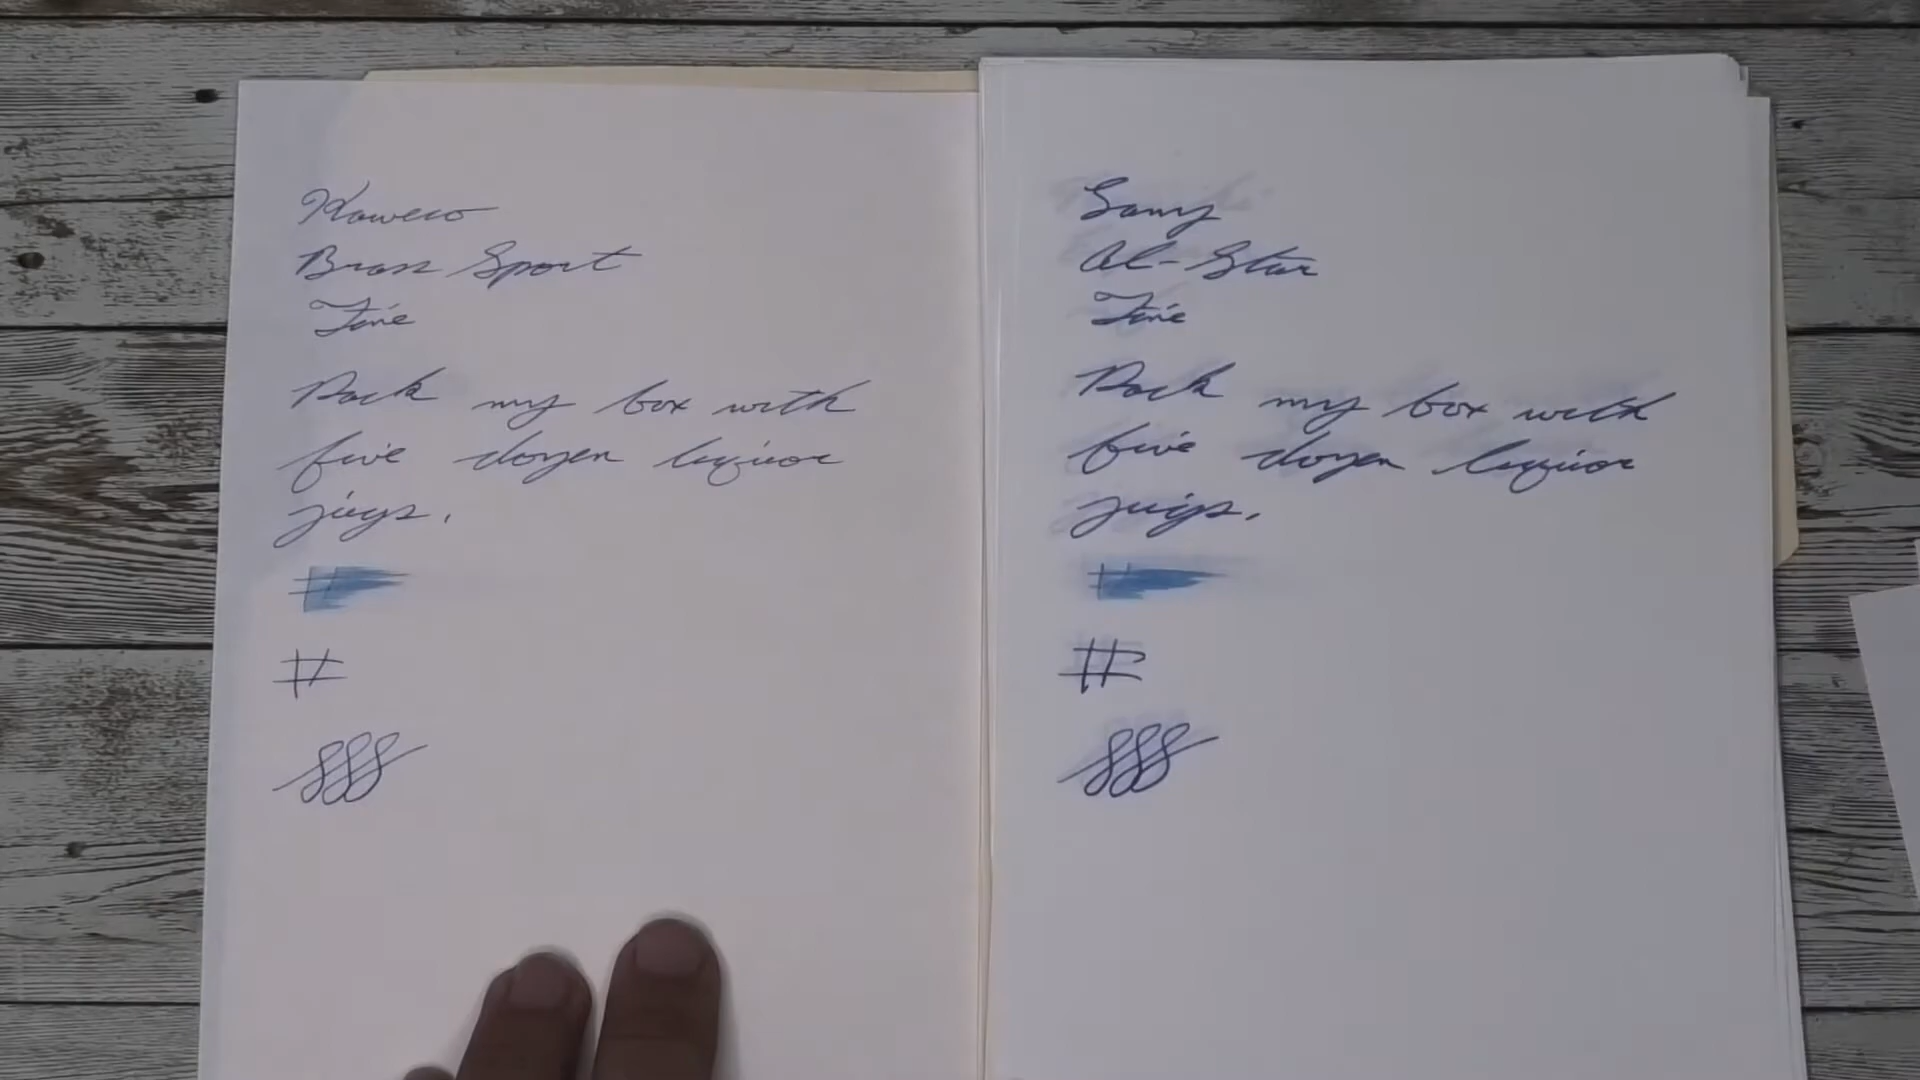 Kaweco
Brass Sport
Fine
Pack my box with
five dozen liquor
jugs.
#
#
Lamy
Al-Star
Fine
Pack my box with
five dozen liquor
jugs.
#
#